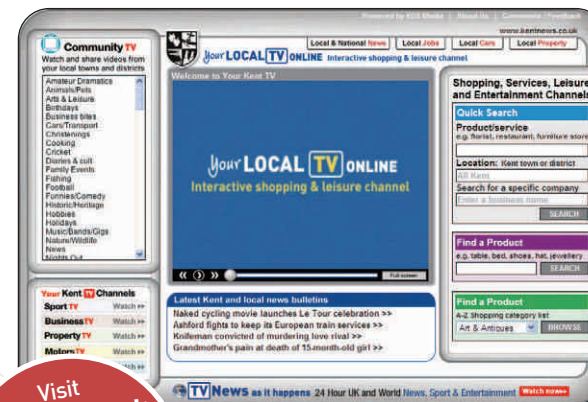 Powered by KOS Media | About Us | Comments / Feedback
www.kentnews.co.uk
Community TV
Watch and share videos from
your local towns and districts
Amateur Dramatics
Animals/Pets
Arts & Leisure
Birthdays
Business bites
Cars/Transport
Christenings
Cooking
Cricket
Diaries & cult
Family Events
Fishing
Football
Funnies/Comedy
Historic/Heritage
Hobbies
Holidays
Music/Bands/Gigs
Nature/Wildlife
News
Nights Out
Your Kent TV Channels
Sport TV Watch »
Business TV Watch »
Property TV Watch »
Motors TV Watch »
Watch »
Visit
Local & National News
Local Jobs
Local Cars
Local Property
Your LOCAL TV ONLINE Interactive shopping & leisure channel
Welcome to Your Kent TV
Your LOCAL TV ONLINE
Interactive shopping & leisure channel
Full screen
Latest Kent and local news bulletins
Naked cycling movie launches Le Tour celebration >>
Ashford fights to keep its European train services >>
Knifeman convicted of murdering love rival >>
Grandmother's pain at death of 15-month-old girl >>
Shopping, Services, Leisure
and Entertainment Channels
Quick Search
Product/service
e.g. florist, restaurant, furniture store
Location: Kent town or district
All Kent
Search for a specific company
Enter a business name
SEARCH
Find a Product
e.g. table, bed, shoes, hat, jewellery
SEARCH
Find a Product
A-Z Shopping category list
Art & Antiques
BROWSE
TV News as it happens 24 Hour UK and World News, Sport & Entertainment Watch now»